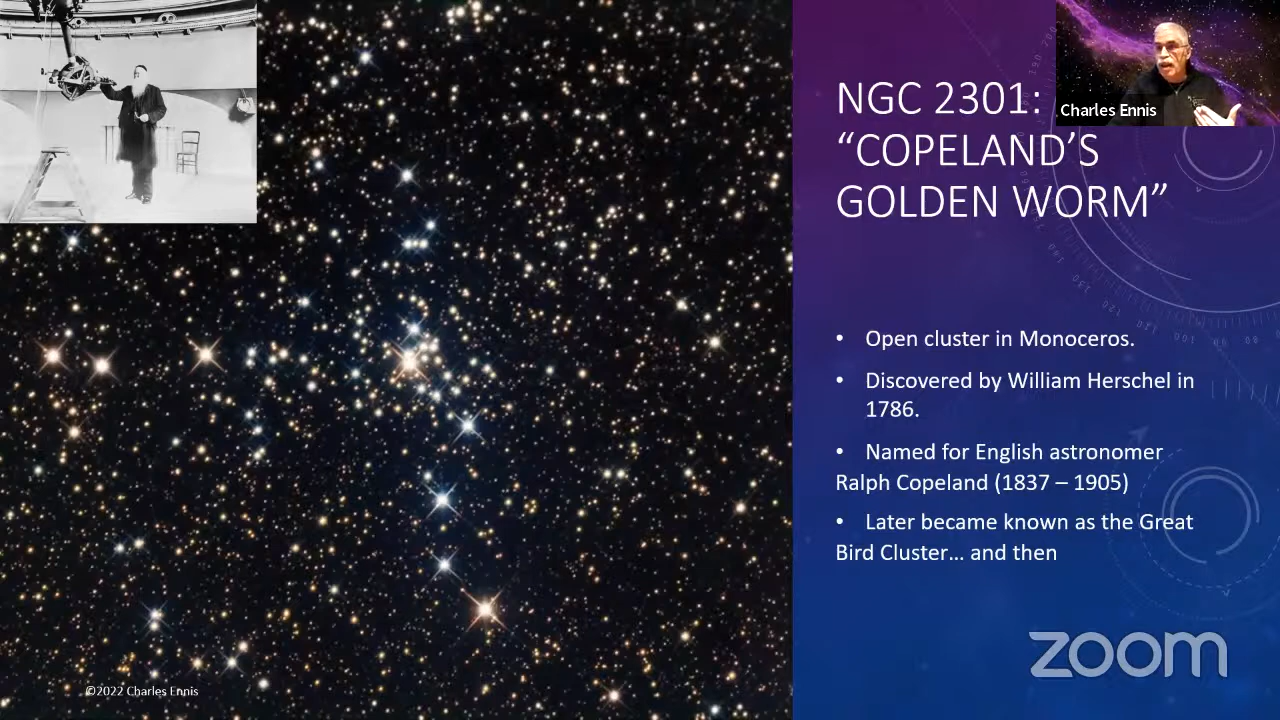 NGC 2301:
“COPELAND’S
GOLDEN WORM”
Charles Ennis
• Open cluster in Monoceros.
• Discovered by William Herschel in
1786.
• Named for English astronomer
Ralph Copeland (1837 – 1905)
• Later became known as the Great
Bird Cluster... and then
©2022 Charles Ennis
zoom